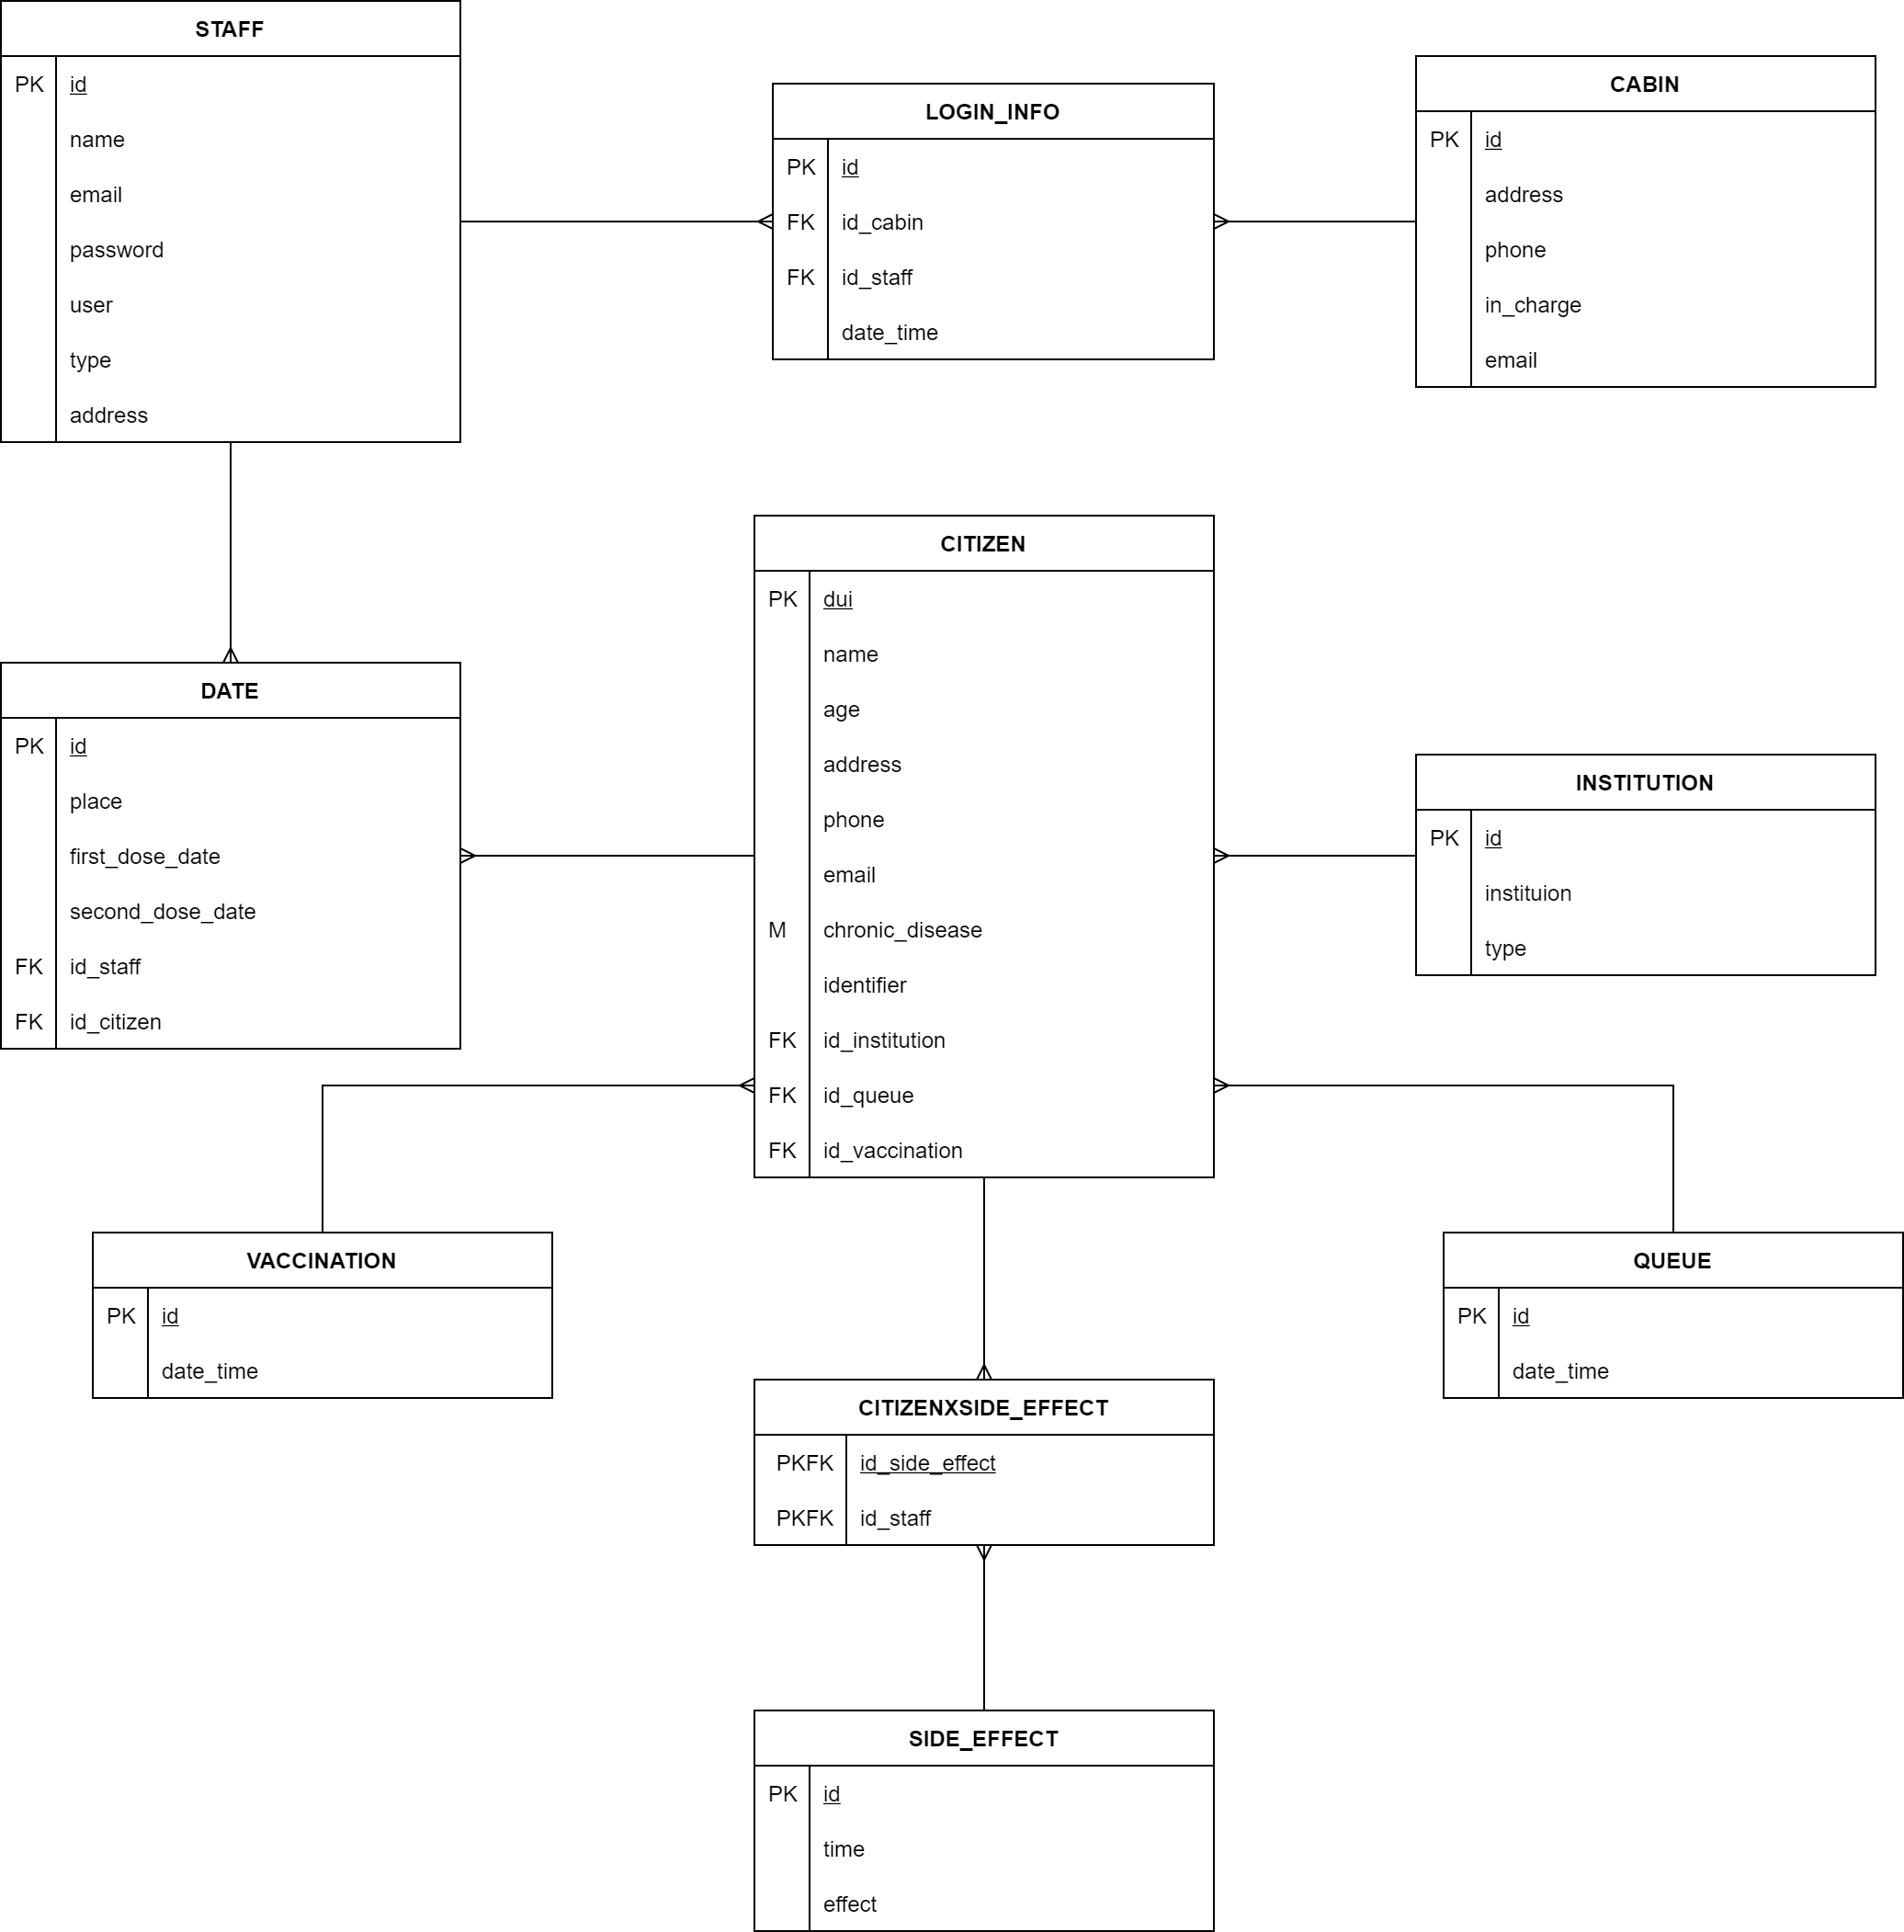 STAFF
PK id
name
email
password
user
type
address
LOGIN_INFO
PK id
FK id_cabin
FK id_staff
date_time
CABIN
PK id
address
phone
in_charge
email
DATE
PK id
place
first_dose_date
second_dose_date
FK id_staff
FK id_citizen
CITIZEN
PK dui
name
age
address
phone
email
M chronic_disease
identifier
FK id_institution
FK id_queue
FK id_vaccination
INSTITUTION
PK id
instituion
type
VACCINATION
PK id
date_time
QUEUE
PK id
date_time
CITIZENXSIDE_EFFECT
PKFK id_side_effect
PKFK id_staff
SIDE_EFFECT
PK id
time
effect